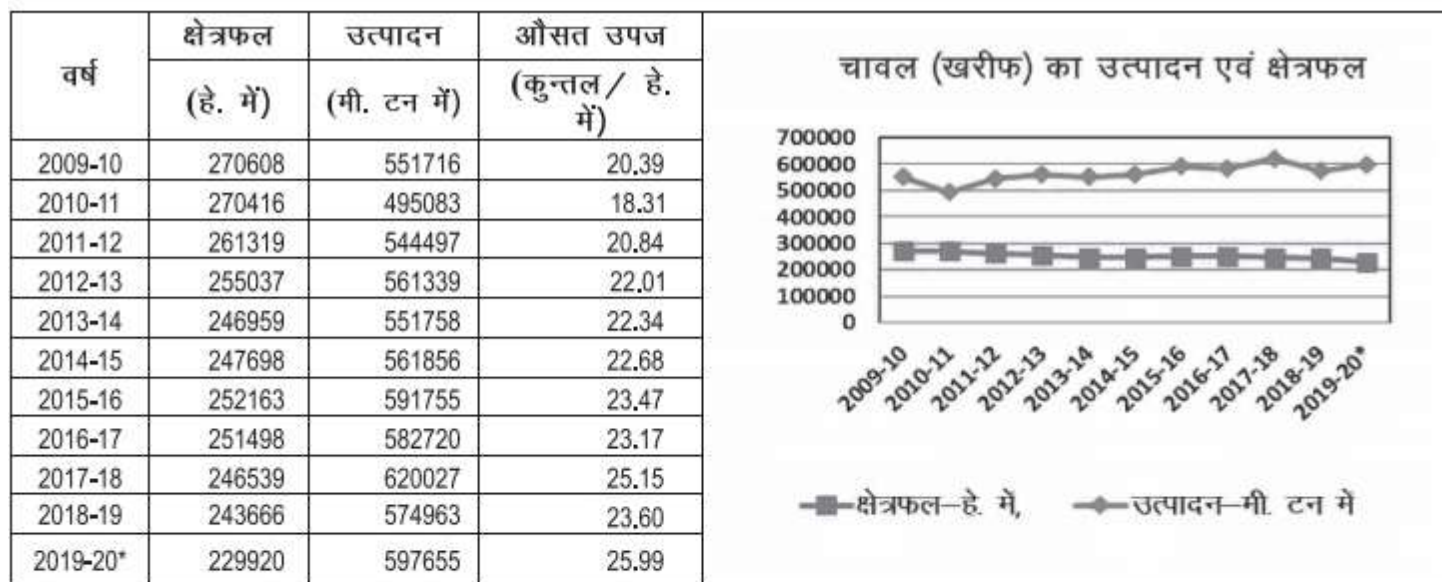 वर्ष क्षेत्रफल उत्पादन औसत उपज
(हे. में) (मी. टन में) (कुन्तल / हे. में)
2009-10 270608 551716 20.39
2010-11 270416 495083 18.31
2011-12 261319 544497 20.84
2012-13 255037 561339 22.01
2013-14 246959 551758 22.34
2014-15 247698 561856 22.68
2015-16 252163 591755 23.47
2016-17 251498 582720 23.17
2017-18 246539 620027 25.15
2018-19 243666 574963 23.60
2019-20* 229920 597655 25.99
चावल (खरीफ) का उत्पादन एवं क्षेत्रफल
700000
600000
500000
400000
300000
200000
100000
0
2009-10 2010-11 2011-12 2012-13 2013-14 2014-15 2015-16 2016-17 2017-18 2018-19 2019-20*
क्षेत्रफल–हे. में, उत्पादन–मी. टन में